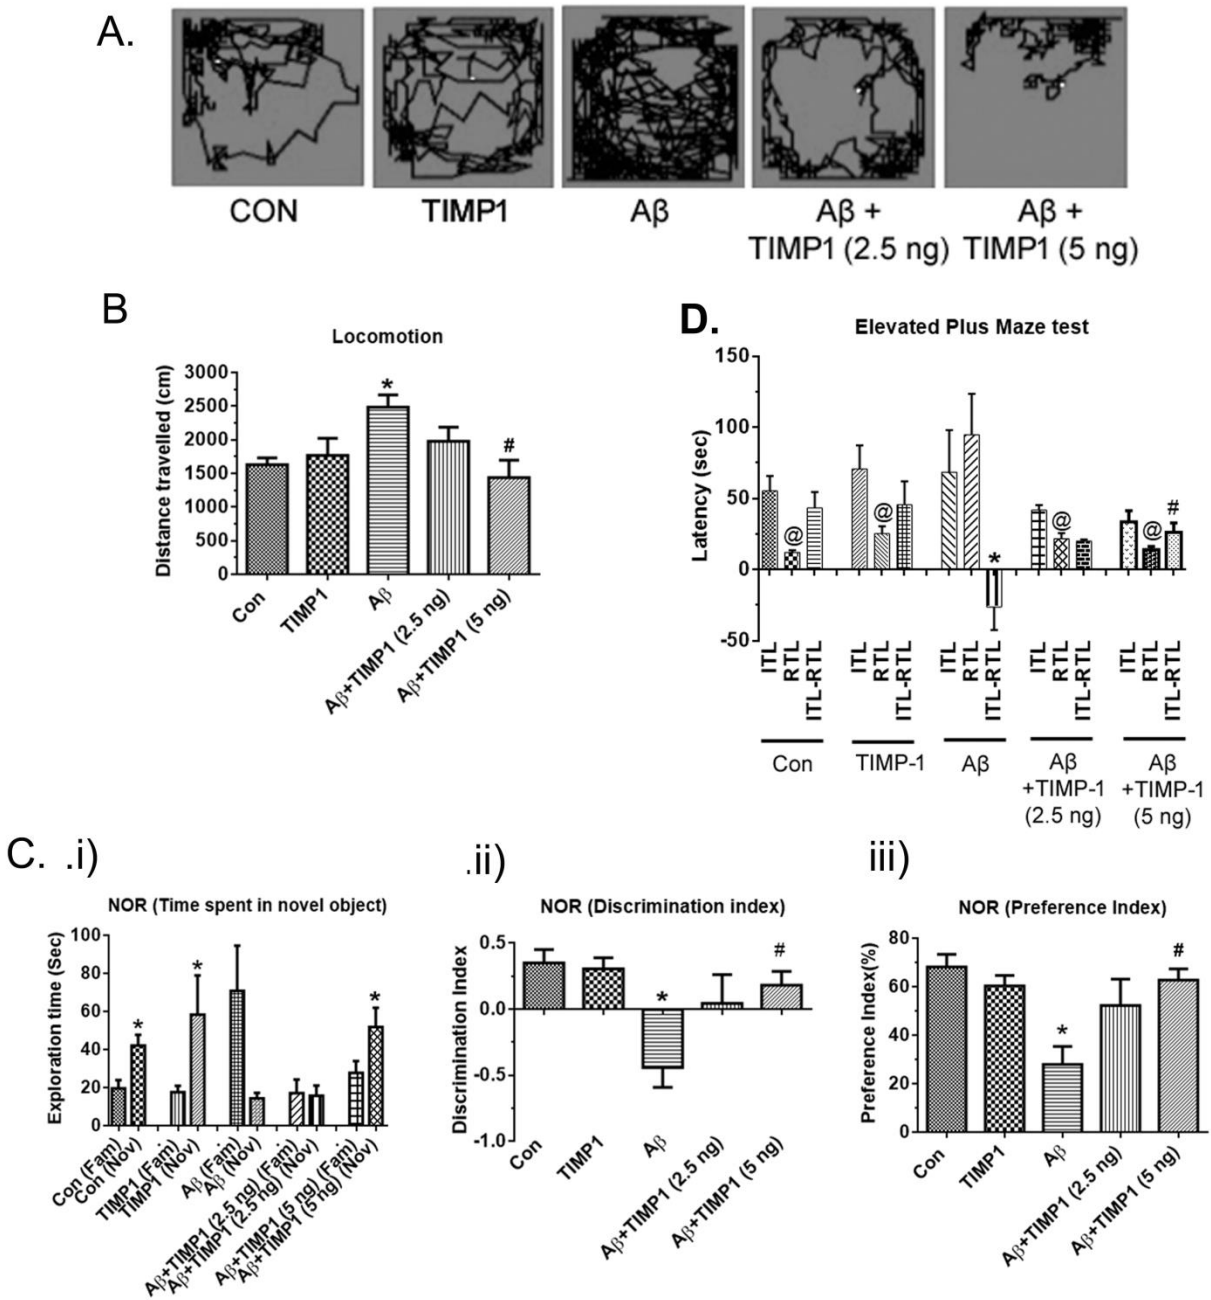 A.
CON
TIMP1
Aβ
Aβ +
TIMP1 (2.5 ng)
Aβ +
TIMP1 (5 ng)
B
Locomotion
Distance travelled (cm)
3000
2500
2000
1500
1000
500
0
*
#
Con
TIMP1
Aβ
Aβ+TIMP1 (2.5 ng)
Aβ+TIMP1 (5 ng)
D.
Elevated Plus Maze test
Latency (sec)
150
100
50
0
-50
@
@
*
@
@
#
ITL
RTL
ITL-RTL
ITL
RTL
ITL-RTL
ITL
RTL
ITL-RTL
ITL
RTL
ITL-RTL
ITL
RTL
ITL-RTL
Con
TIMP-1
Aβ
Aβ
+TIMP-1
(2.5 ng)
Aβ
+TIMP-1
(5 ng)
C. .i)
NOR (Time spent in novel object)
Exploration time (Sec)
100
80
60
40
20
0
*
*
*
Con (Fam)
Con (Nov)
TIMP1 (Fam)
TIMP1 (Nov)
Aβ (Fam)
Aβ (Nov)
Aβ+TIMP1 (2.5 ng) (Fam)
Aβ+TIMP1 (2.5 ng) (Nov)
Aβ+TIMP1 (5 ng) (Fam)
Aβ+TIMP1 (5 ng) (Nov)
.ii)
NOR (Discrimination index)
Discrimination Index
0.5
0.0
-0.5
-1.0
*
#
Con
TIMP1
Aβ
Aβ+TIMP1 (2.5 ng)
Aβ+TIMP1 (5 ng)
iii)
NOR (Preference Index)
Preference Index(%)
80
60
40
20
0
*
#
Con
TIMP1
Aβ
Aβ+TIMP1 (2.5 ng)
Aβ+TIMP1 (5 ng)